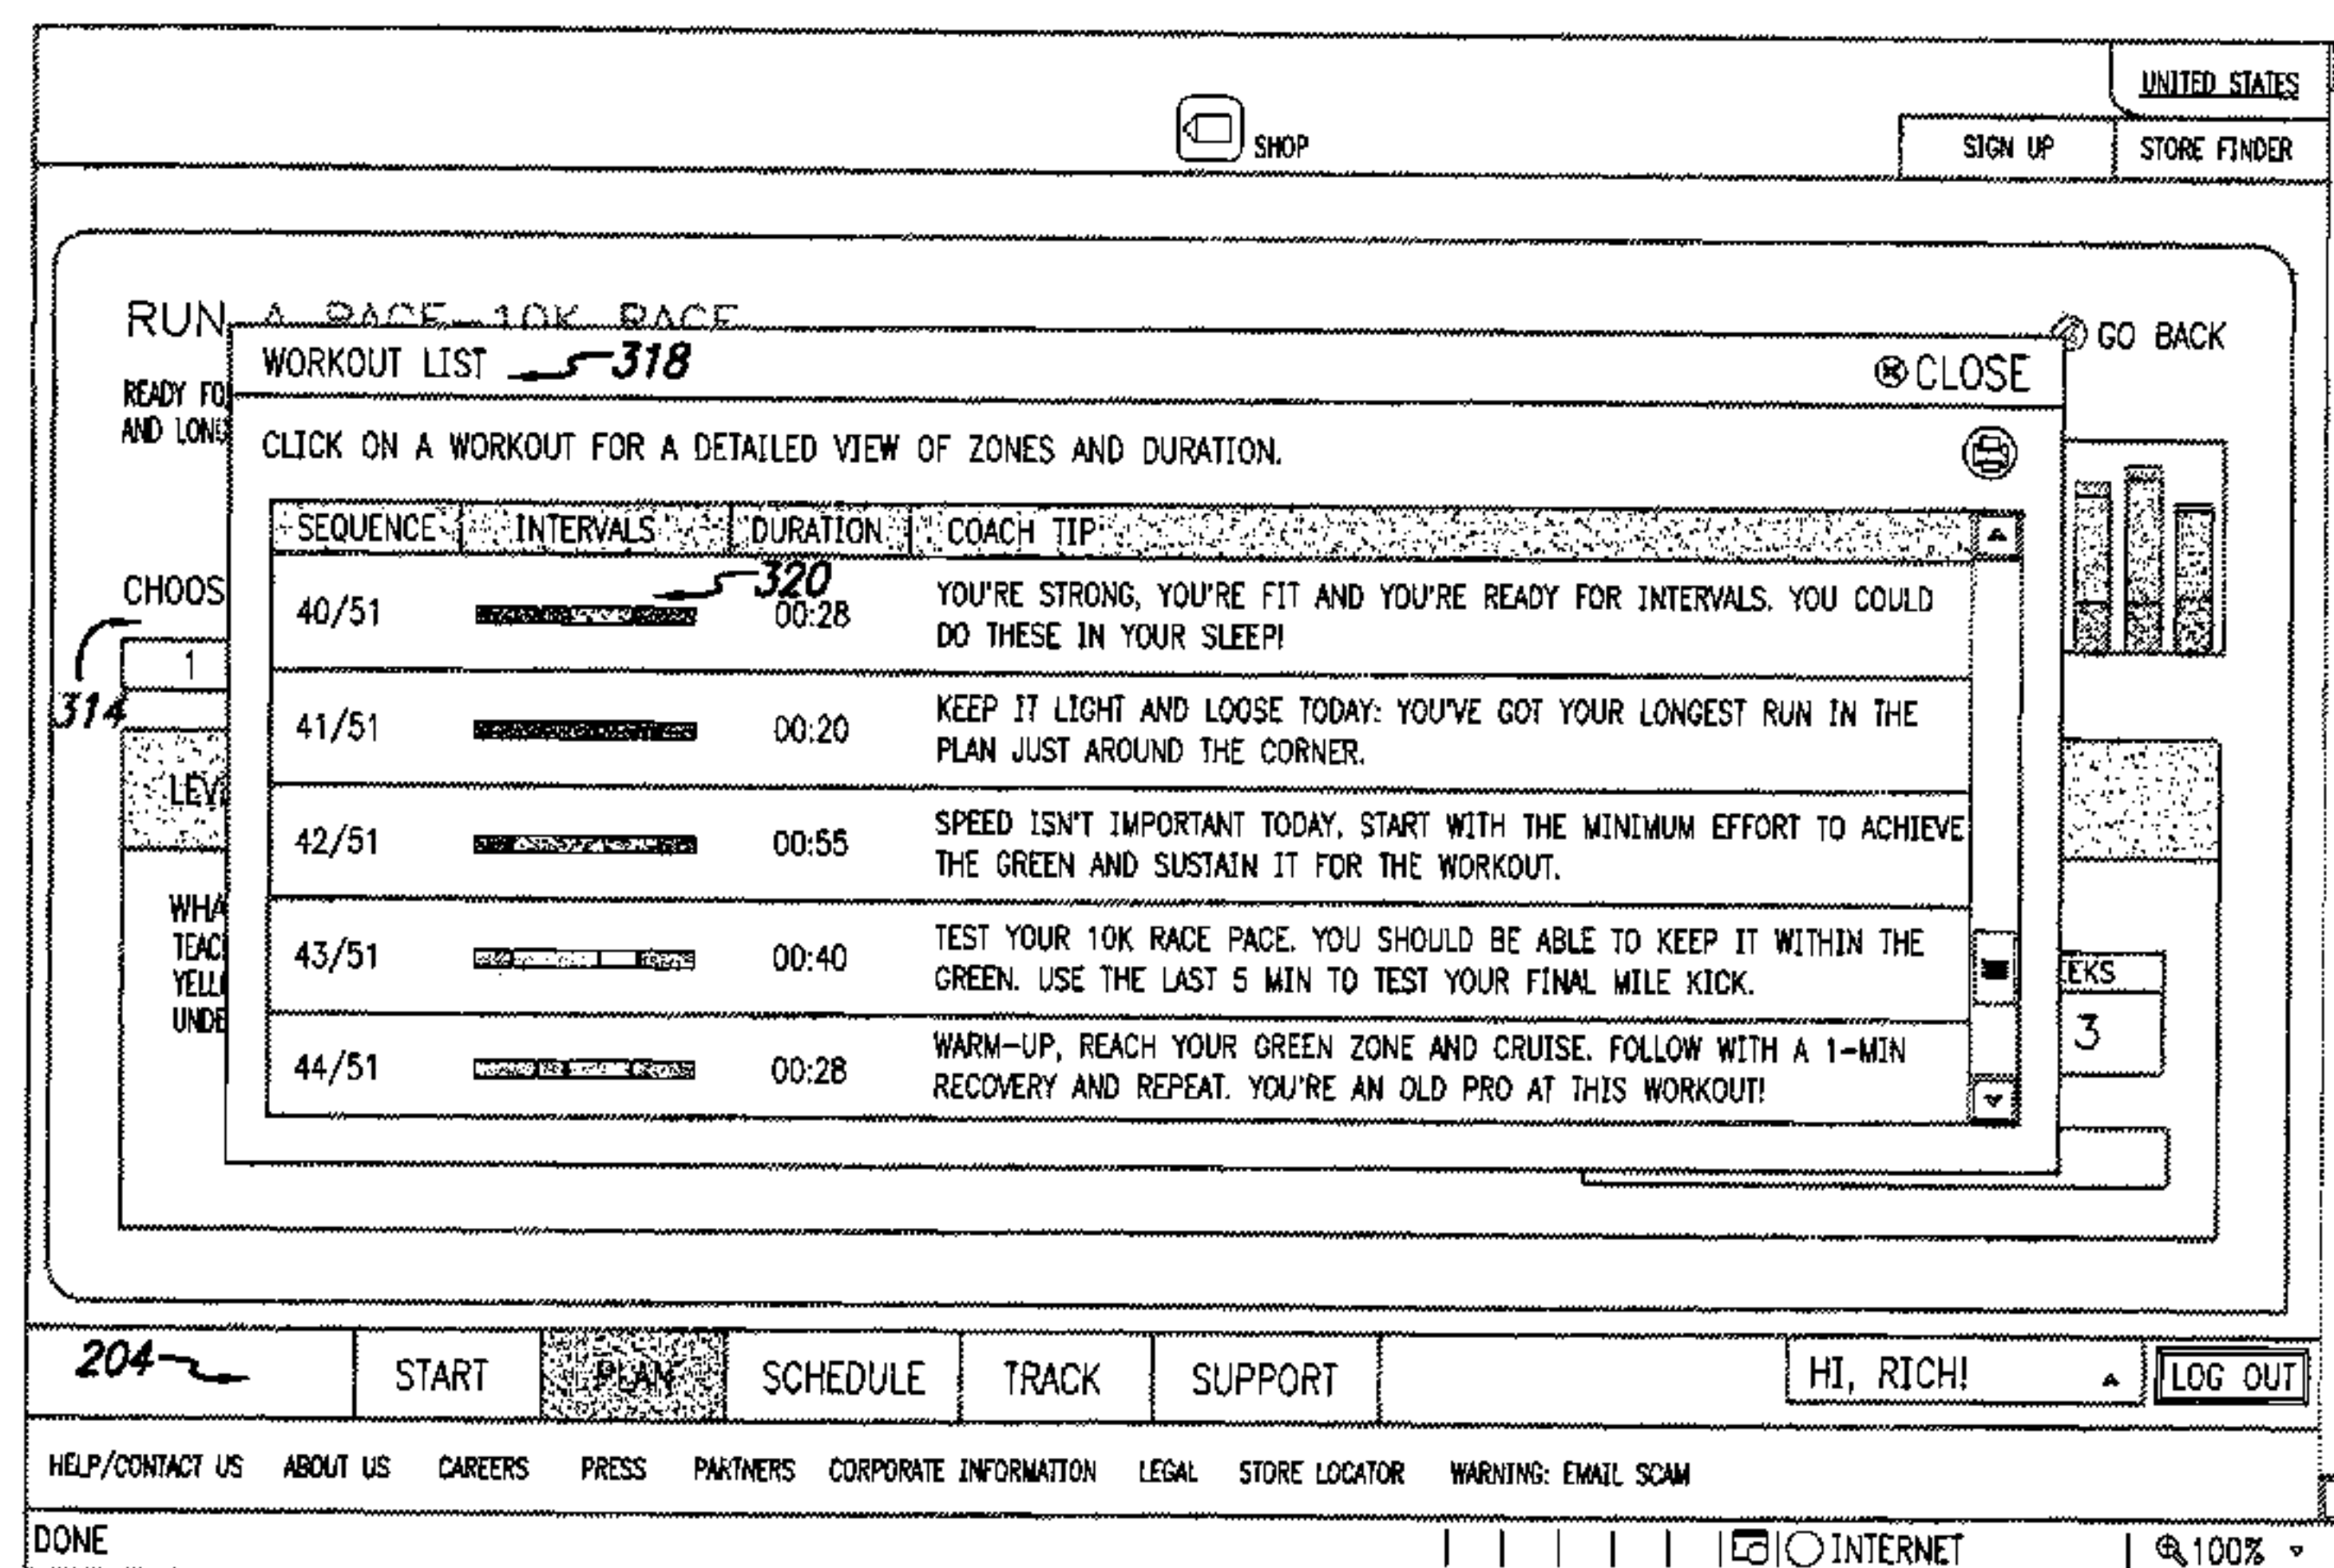 UNITED STATES
SHOP
SIGN UP
STORE FINDER
RUN A RACE-10K RACE
GO BACK
WORKOUT LIST
318
CLOSE
READY FO
AND LONG
CLICK ON A WORKOUT FOR A DETAILED VIEW OF ZONES AND DURATION.
SEQUENCE INTERVALS DURATION COACH TIP
320
CHOOS
1
314
40/51 00:28 YOU'RE STRONG, YOU'RE FIT AND YOU'RE READY FOR INTERVALS. YOU COULD
DO THESE IN YOUR SLEEP!
41/51 00:20 KEEP IT LIGHT AND LOOSE TODAY: YOU'VE GOT YOUR LONGEST RUN IN THE
PLAN JUST AROUND THE CORNER.
LEV
42/51 00:55 SPEED ISN'T IMPORTANT TODAY. START WITH THE MINIMUM EFFORT TO ACHIEVE
THE GREEN AND SUSTAIN IT FOR THE WORKOUT.
WHA
TEAC
YELL
UNDE
43/51 00:40 TEST YOUR 10K RACE PACE. YOU SHOULD BE ABLE TO KEEP IT WITHIN THE
GREEN. USE THE LAST 5 MIN TO TEST YOUR FINAL MILE KICK.
EKS
3
44/51 00:28 WARM-UP, REACH YOUR GREEN ZONE AND CRUISE. FOLLOW WITH A 1-MIN
RECOVERY AND REPEAT. YOU'RE AN OLD PRO AT THIS WORKOUT!
204
START PLAN SCHEDULE TRACK SUPPORT HI, RICH! LOG OUT
HELP/CONTACT US ABOUT US CAREERS PRESS PARTNERS CORPORATE INFORMATION LEGAL STORE LOCATOR WARNING: EMAIL SCAM
DONE INTERNET 100%